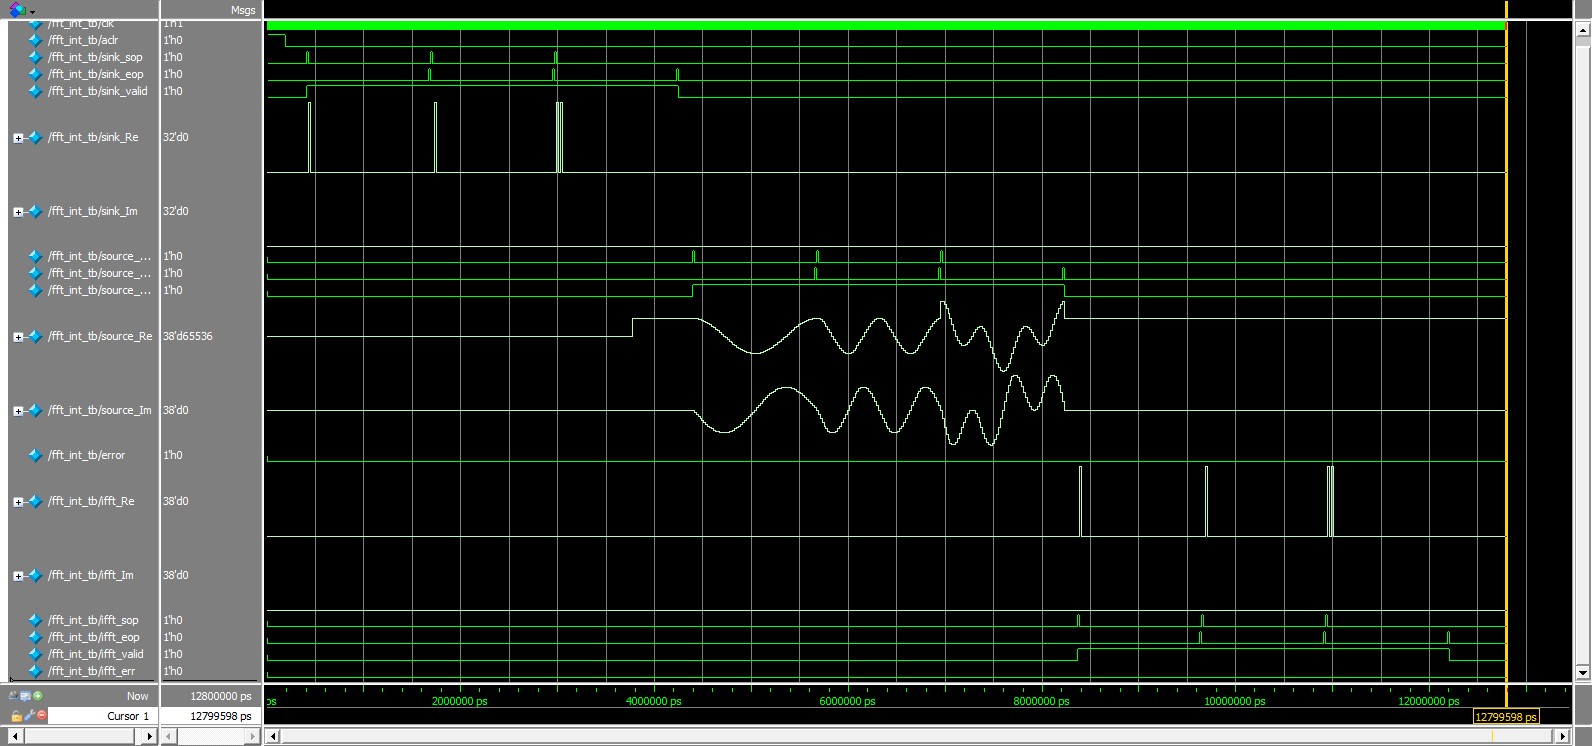 Msgs
/fft_int_tb/clk 1'h1
/fft_int_tb/aclr 1'h0
/fft_int_tb/sink_sop 1'h0
/fft_int_tb/sink_eop 1'h0
/fft_int_tb/sink_valid 1'h0
/fft_int_tb/sink_Re 32'd0
/fft_int_tb/sink_Im 32'd0
/fft_int_tb/source_... 1'h0
/fft_int_tb/source_... 1'h0
/fft_int_tb/source_... 1'h0
/fft_int_tb/source_Re 38'd65536
/fft_int_tb/source_Im 38'd0
/fft_int_tb/error 1'h0
/fft_int_tb/ifft_Re 38'd0
/fft_int_tb/ifft_Im 38'd0
/fft_int_tb/ifft_sop 1'h0
/fft_int_tb/ifft_eop 1'h0
/fft_int_tb/ifft_valid 1'h0
/fft_int_tb/ifft_err 1'h0
Now 12800000 ps ps 2000000 ps 4000000 ps 6000000 ps 8000000 ps 10000000 ps 12000000 ps
Cursor 1 12799598 ps 12799598 ps